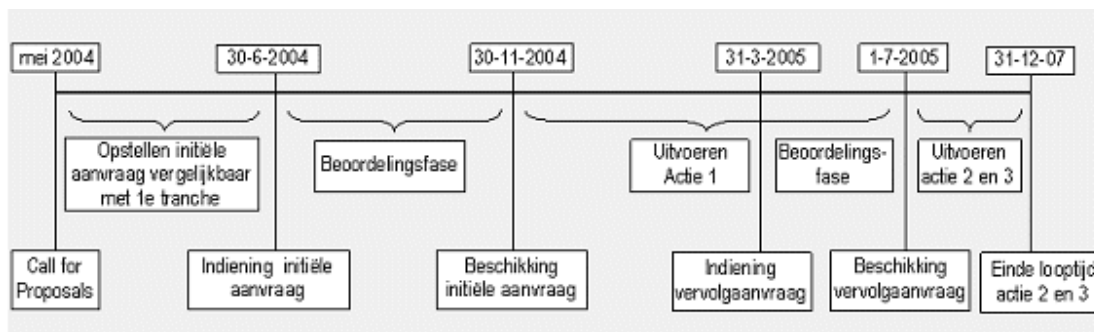 mei 2004
30-6-2004
30-11-2004
31-3-2005
1-7-2005
31-12-07
Opstellen initiële
aanvraag vergelijkbaar
met 1e tranche
Beoordelingsfase
Uitvoeren
Actie 1
Beoordelings-
fase
Uitvoeren
actie 2 en 3
Call for
Proposals
Indiening initiële
aanvraag
Beschikking
initiële aanvraag
Indiening
vervolgaanvraag
Beschikking
vervolgaanvraag
Einde looptijd
actie 2 en 3